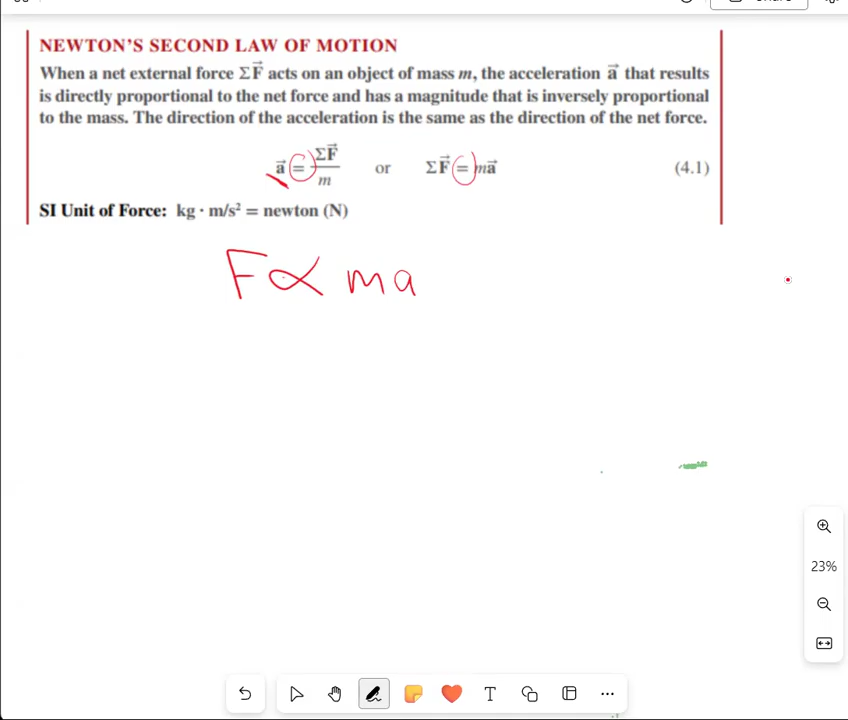 NEWTON'S SECOND LAW OF MOTION
When a net external force ΣF⃗ acts on an object of mass m, the acceleration a⃗ that results
is directly proportional to the net force and has a magnitude that is inversely proportional
to the mass. The direction of the acceleration is the same as the direction of the net force.
a⃗ = ΣF⃗/m or ΣF⃗ = ma⃗ (4.1)
SI Unit of Force: kg · m/s² = newton (N)
F ∝ ma
23%
T